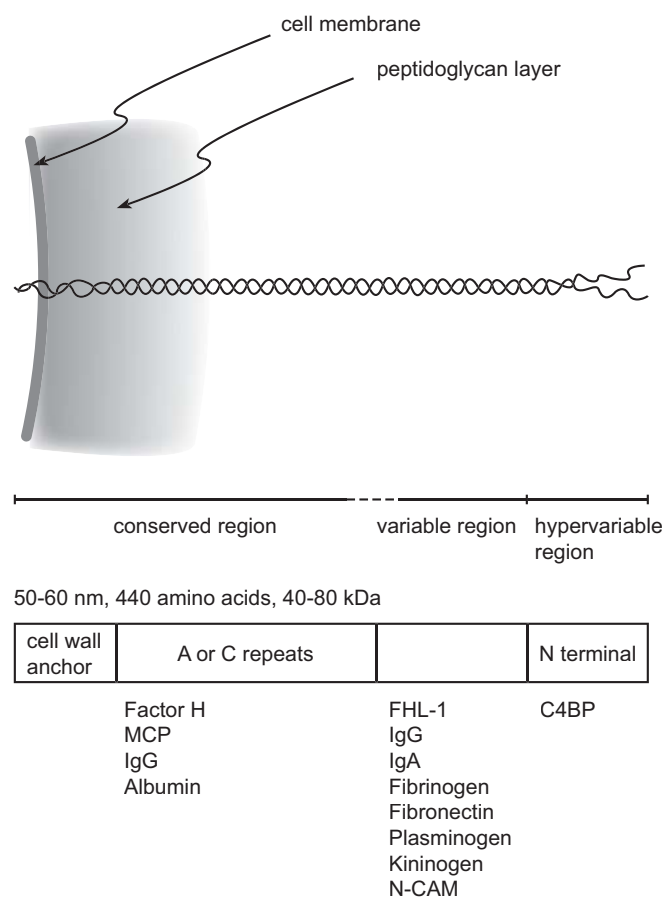 cell membrane
peptidoglycan layer
conserved region
variable region
hypervariable
region
50-60 nm, 440 amino acids, 40-80 kDa
cell wall
anchor
A or C repeats
N terminal
Factor H
MCP
IgG
Albumin
FHL-1
IgG
IgA
Fibrinogen
Fibronectin
Plasminogen
Kininogen
N-CAM
C4BP